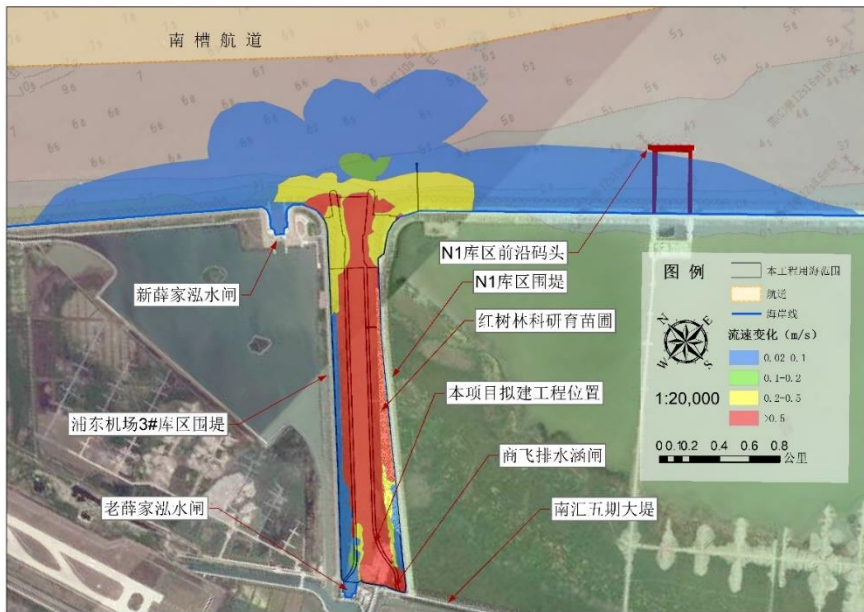 南槽航道
N1库区前沿码头
新薛家泓水闸
N1库区围堤
红树林科研育苗圃
浦东机场3#库区围堤
本项目拟建工程位置
商飞排水涵闸
老薛家泓水闸
南汇五期大堤
图 例
本工程用海范围
航道
海岸线
流速变化(m/s)
0.02 0.1
0.1-0.2
0.2-0.5
>0.5
N
E
W
S
1:20,000
0 0.1 0.2 0.4 0.6 0.8
公里